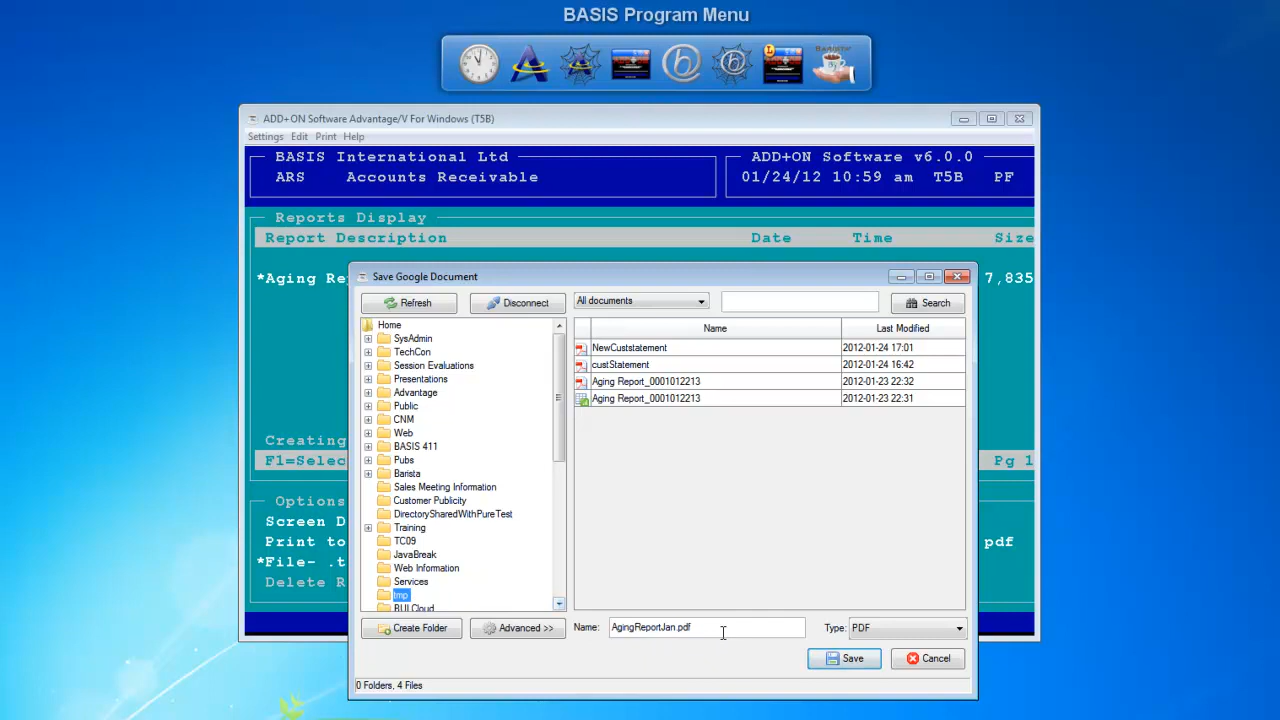 BASIS Program Menu
Barista
ADD+ON Software Advantage/V For Windows (T5B)
Settings Edit Print Help
BASIS International Ltd
ADD+ON Software v6.0.0
ARS Accounts Receivable
01/24/12 10:59 am T5B PF
Reports Display
Report Description Date Time Size
*Aging Re
7,835
Creating
F1=Selec
Pg 1
Options
Screen D
Print to
pdf
*File- .t
Delete R
Save Google Document
Refresh
Disconnect
All documents
Search
Home
SysAdmin
TechCon
Session Evaluations
Presentations
Advantage
Public
CNM
Web
BASIS 411
Pubs
Barista
Sales Meeting Information
Customer Publicity
DirectorySharedWithPureTest
Training
TC09
JavaBreak
Web Information
Services
tmp
BUI Cloud
Name Last Modified
NewCuststatement 2012-01-24 17:01
custStatement 2012-01-24 16:42
Aging Report_0001012213 2012-01-23 22:32
Aging Report_0001012213 2012-01-23 22:31
Create Folder
Advanced >>
Name: AgingReportJan.pdf
Type: PDF
Save
Cancel
0 Folders, 4 Files